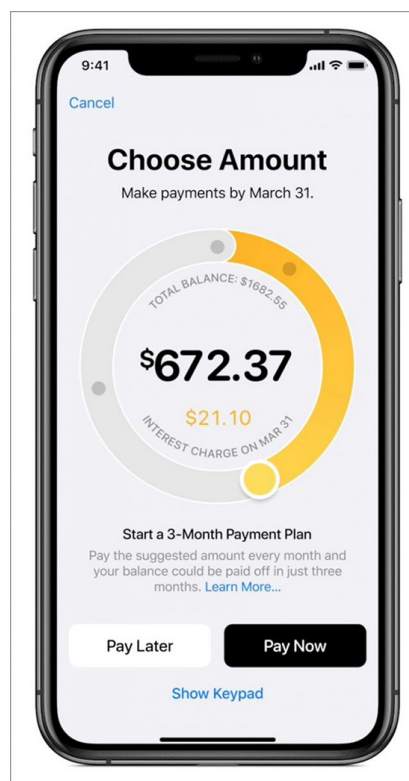 9:41
Cancel
Choose Amount
Make payments by March 31.
TOTAL BALANCE: $1682.55
$672.37
$21.10
INTEREST CHARGE ON MAR 31
Start a 3-Month Payment Plan
Pay the suggested amount every month and
your balance could be paid off in just three
months. Learn More...
Pay Later
Pay Now
Show Keypad